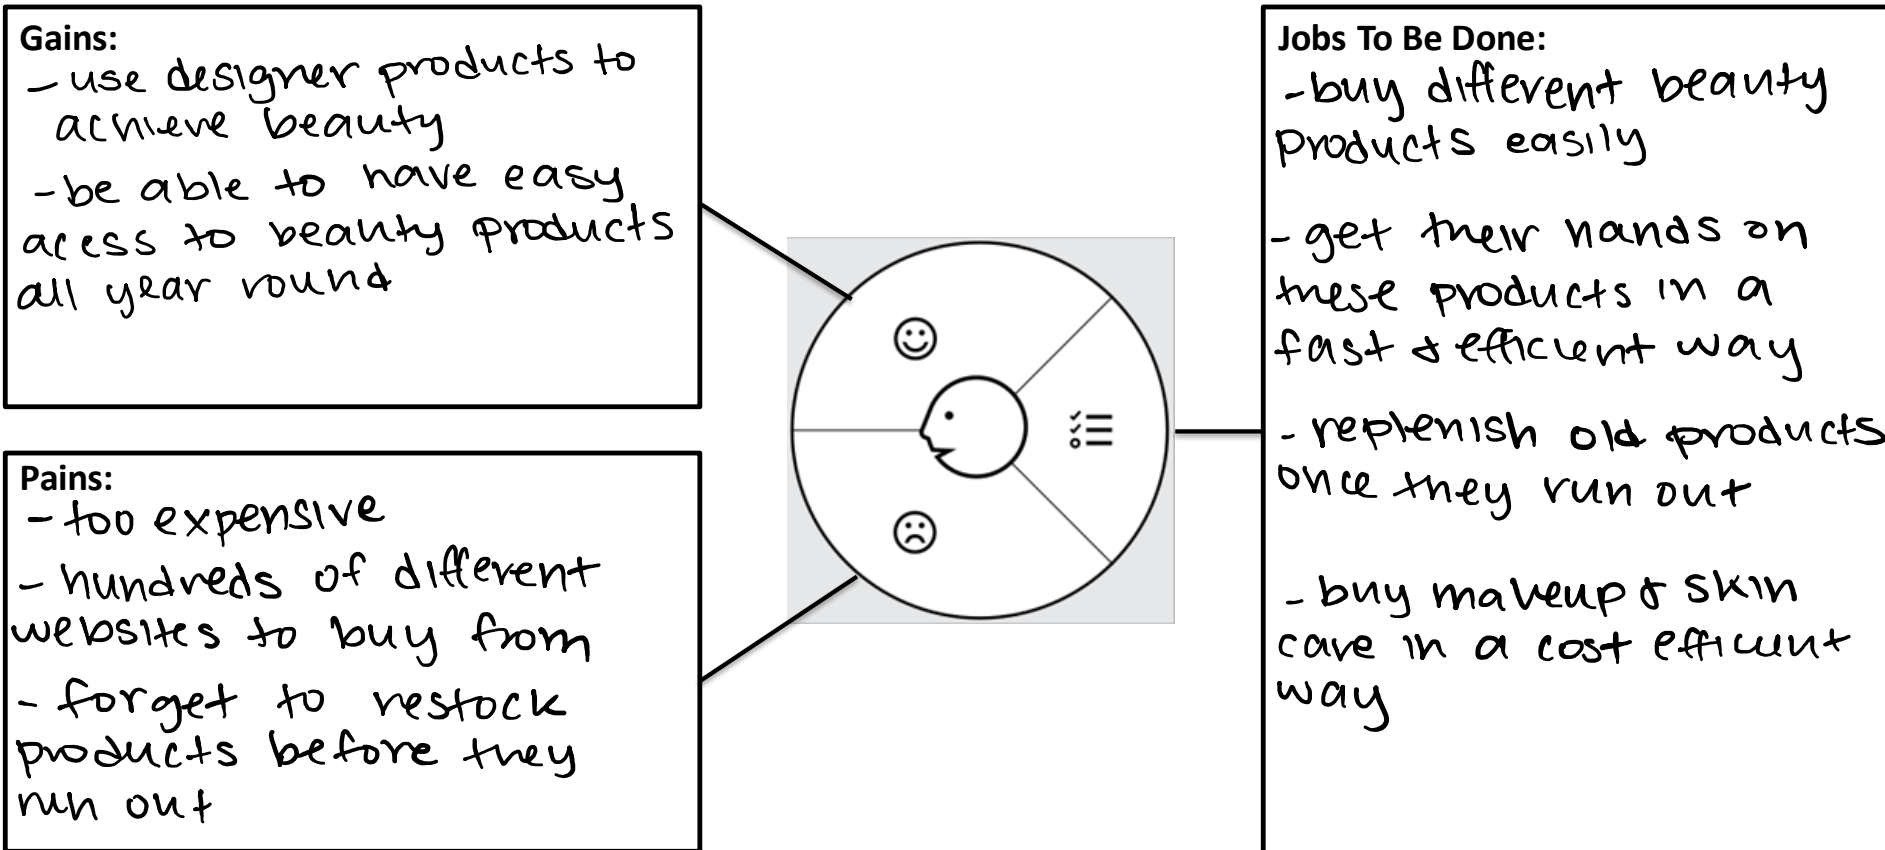 Gains:
- use designer products to
achieve beauty
- be able to have easy
acess to beauty products
all year round
Pains:
- too expensive
- hundreds of different
websites to buy from
- forget to restock
products before they
run out
Jobs To Be Done:
- buy different beauty
products easily
- get their hands on
these products in a
fast & efficient way
- replenish old products
once they run out
- buy makeup & skin
care in a cost efficient
way